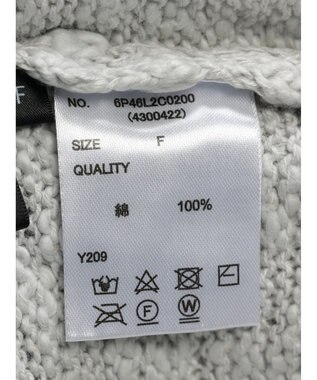 F
NO. 6P46L2C0200
(4300422)
SIZE F
QUALITY
綿 100%
Y209
F W